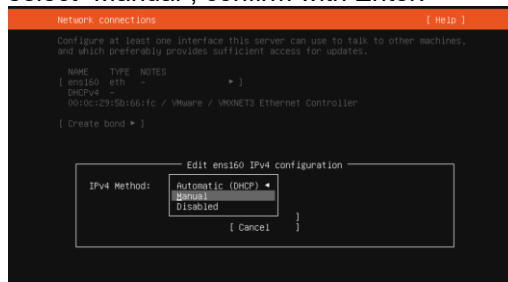 select "Manual", confirm with Enter.
Network connections [ Help ]
Configure at least one interface this server can use to talk to other machines,
and which preferably provides sufficient access for updates.
NAME TYPE NOTES
[ ens160 eth - ▸ ]
DHCPv4 -
00:0c:29:5b:66:fc / VMware / VMXNET3 Ethernet Controller
[ Create bond ▸ ]
Edit ens160 IPv4 configuration
IPv4 Method: Automatic (DHCP) ◂
Manual
Disabled
]
[ Cancel ]